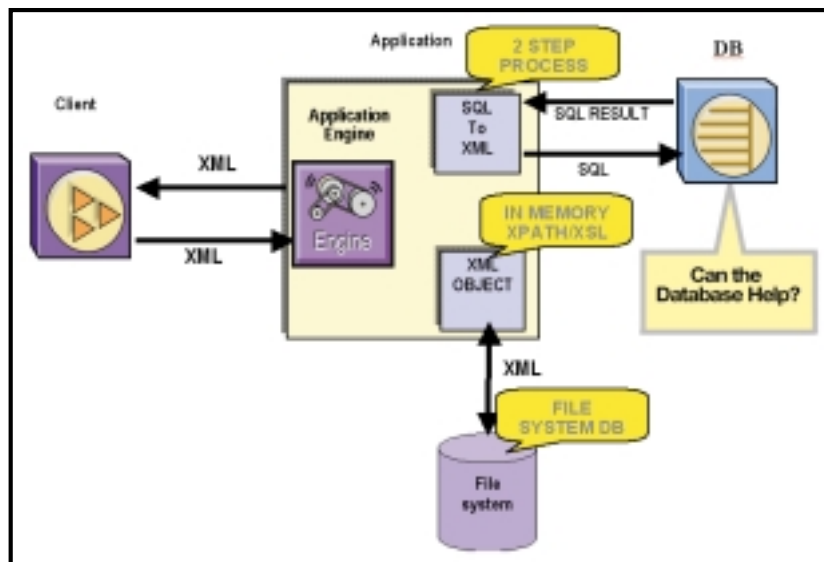 Application
2 STEP
PROCESS
DB
Client
Application
Engine
SQL
To
XML
SQL RESULT
SQL
XML
Engine
XML
IN MEMORY
XPATH/XSL
XML
OBJECT
Can the
Database Help?
XML
FILE
SYSTEM DB
File
system